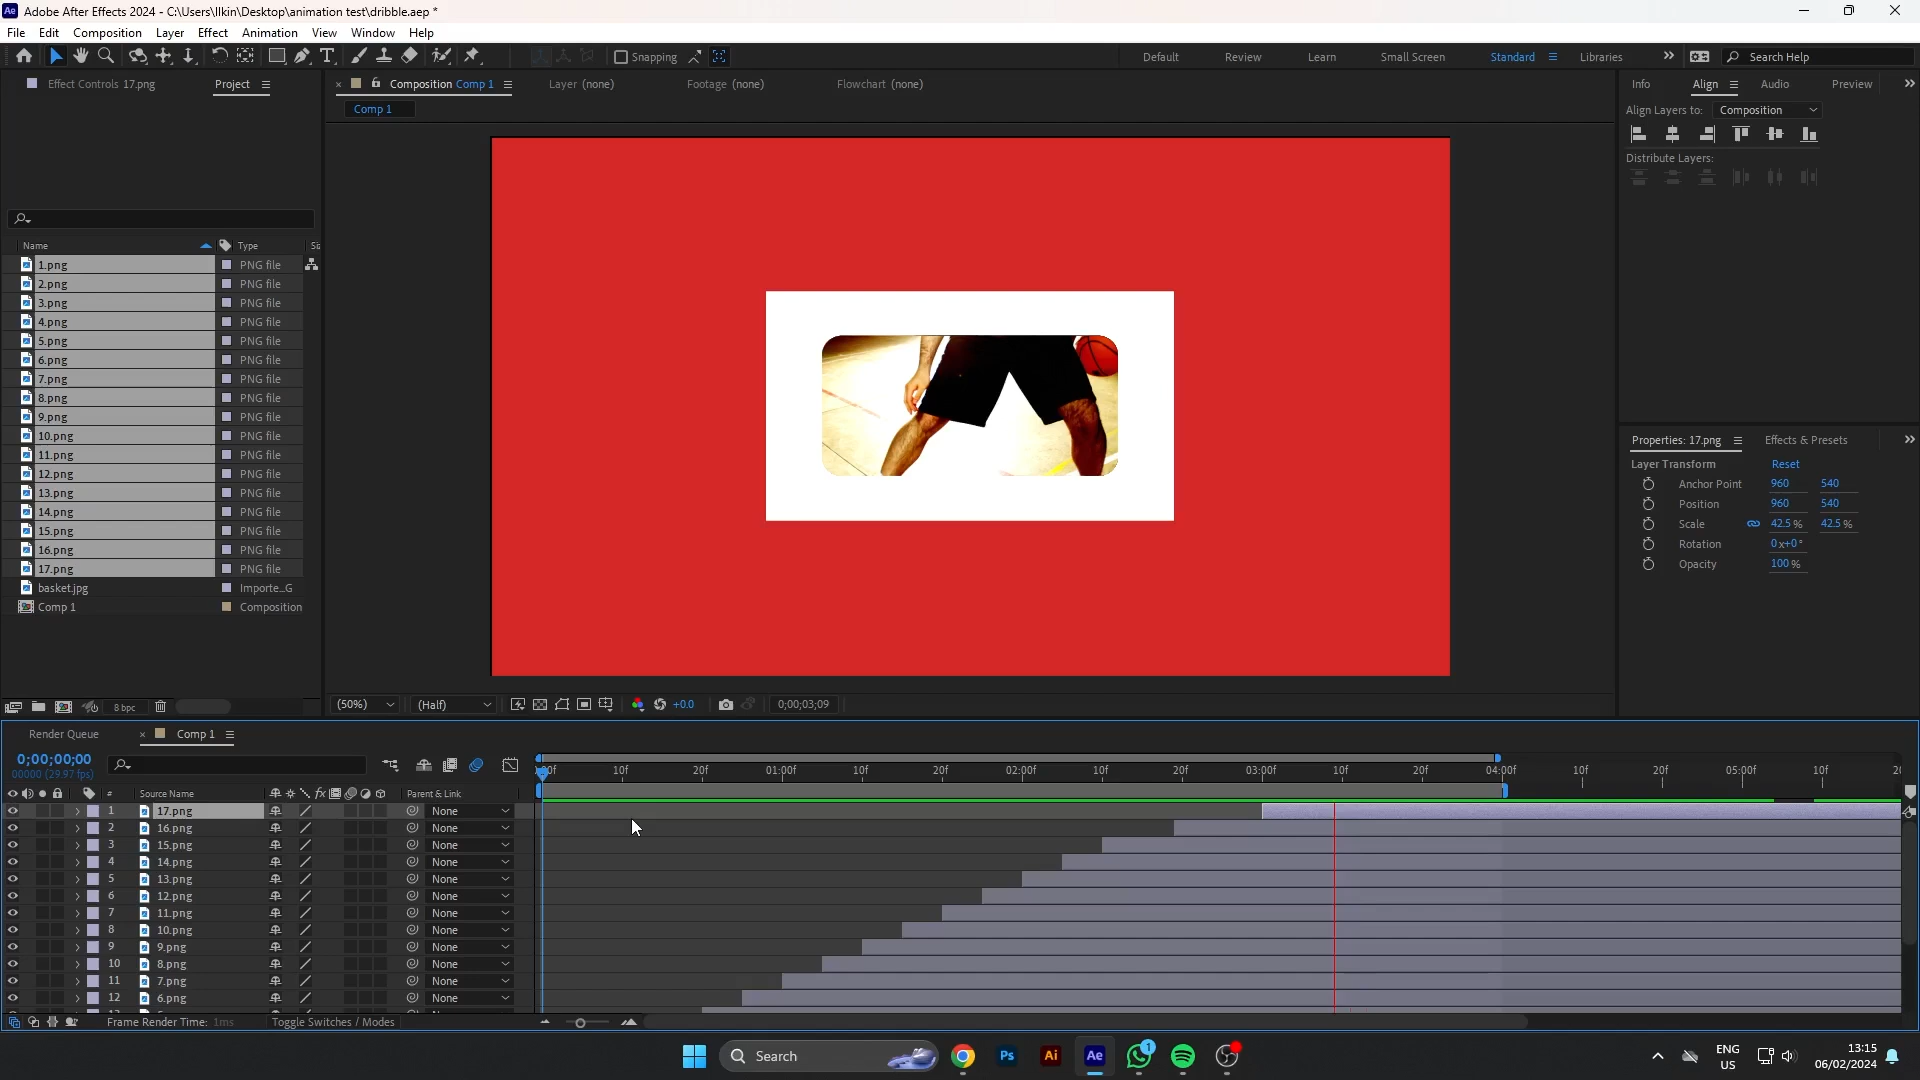 Adobe After Effects 2024 - C:\Users\Ilkin\Desktop\animation test\dribble.aep *
File Edit Composition Layer Effect Animation View Window Help
Snapping Default Review Learn Small Screen Standard Libraries Search Help
Effect Controls 17.png Project
Composition Comp 1 Layer (none) Footage (none) Flowchart (none)
Comp 1
Info Align Audio Preview
Align Layers to: Composition
Distribute Layers:
Name Type
1.png PNG file
2.png PNG file
3.png PNG file
4.png PNG file
5.png PNG file
6.png PNG file
7.png PNG file
8.png PNG file
9.png PNG file
10.png PNG file
11.png PNG file
12.png PNG file
13.png PNG file
14.png PNG file
15.png PNG file
16.png PNG file
17.png PNG file
basket.jpg Importe...G
Comp 1 Composition
Properties: 17.png Effects & Presets
Layer Transform Reset
Anchor Point 960 540
Position 960 540
Scale 42.5 % 42.5 %
Rotation 0x+0°
Opacity 100 %
8 bpc
(50%) (Half) +0.0 0;00;03;09
Render Queue Comp 1
0;00;00;00
00000 (29.97 fps)
10f 20f 01:00f 10f 20f 02:00f 10f 20f 03:00f 10f 20f 04:00f 10f 20f 05:00f 10f
# Source Name fx Parent & Link
1 17.png None
2 16.png None
3 15.png None
4 14.png None
5 13.png None
6 12.png None
7 11.png None
8 10.png None
9 9.png None
10 8.png None
11 7.png None
12 6.png None
Frame Render Time: 1ms Toggle Switches / Modes
Search Ps Ai Ae 1
ENG
US
13:15
06/02/2024